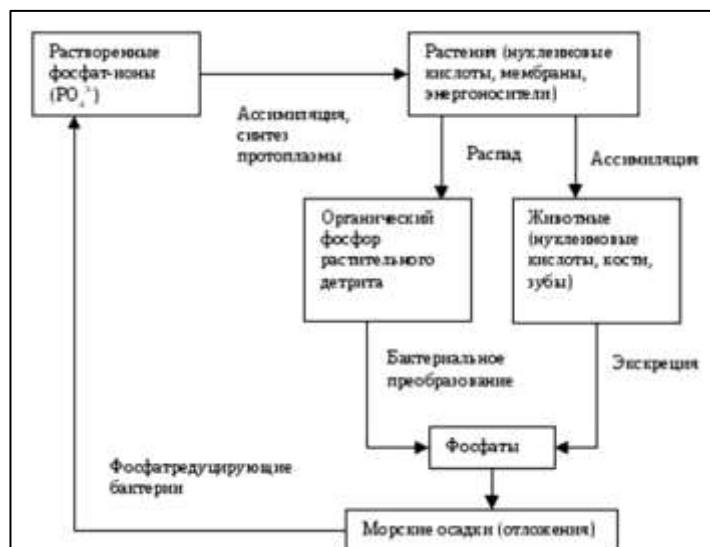 Растворенные
фосфат-ионы
(PO₄³⁻)
Растения (нуклеиновые
кислоты, мембраны,
энергоносители)
Ассимиляция,
синтез
протоплазмы
Распад
Ассимиляция
Органический
фосфор
растительного
детрита
Животные
(нуклеиновые
кислоты, кости,
зубы)
Бактериальное
преобразование
Экскреция
Фосфаты
Фосфатредуцирующие
бактерии
Морские осадки (отложения)